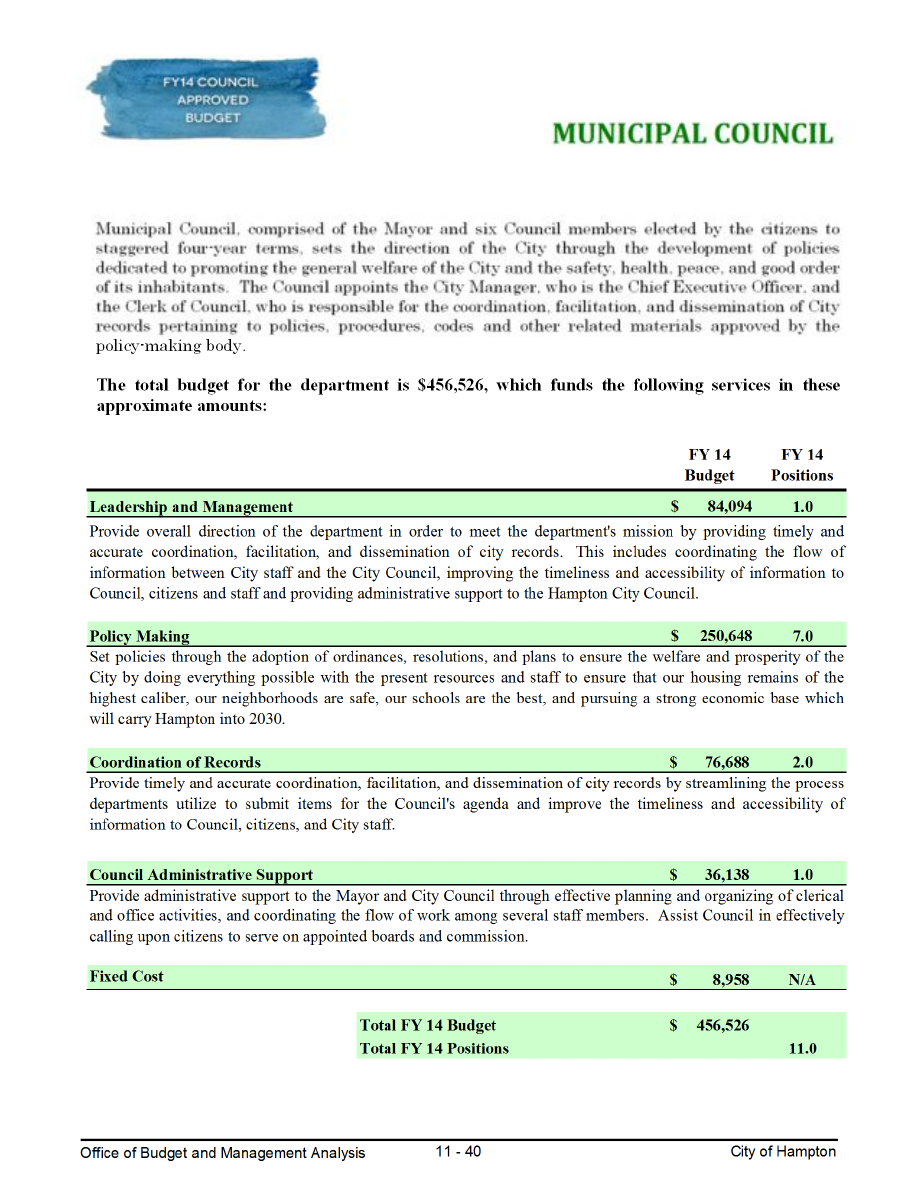 FY14 COUNCIL
APPROVED
BUDGET
MUNICIPAL COUNCIL
Municipal Council, comprised of the Mayor and six Council members elected by the citizens to
staggered four-year terms, sets the direction of the City through the development of policies
dedicated to promoting the general welfare of the City and the safety, health, peace, and good order
of its inhabitants. The Council appoints the City Manager, who is the Chief Executive Officer, and
the Clerk of Council, who is responsible for the coordination, facilitation, and dissemination of City
records pertaining to policies, procedures, codes and other related materials approved by the
policy-making body.
The total budget for the department is $456,526, which funds the following services in these
approximate amounts:
FY 14 FY 14
Budget Positions
Leadership and Management $ 84,094 1.0
Provide overall direction of the department in order to meet the department's mission by providing timely and
accurate coordination, facilitation, and dissemination of city records. This includes coordinating the flow of
information between City staff and the City Council, improving the timeliness and accessibility of information to
Council, citizens and staff and providing administrative support to the Hampton City Council.
Policy Making $ 250,648 7.0
Set policies through the adoption of ordinances, resolutions, and plans to ensure the welfare and prosperity of the
City by doing everything possible with the present resources and staff to ensure that our housing remains of the
highest caliber, our neighborhoods are safe, our schools are the best, and pursuing a strong economic base which
will carry Hampton into 2030.
Coordination of Records $ 76,688 2.0
Provide timely and accurate coordination, facilitation, and dissemination of city records by streamlining the process
departments utilize to submit items for the Council's agenda and improve the timeliness and accessibility of
information to Council, citizens, and City staff.
Council Administrative Support $ 36,138 1.0
Provide administrative support to the Mayor and City Council through effective planning and organizing of clerical
and office activities, and coordinating the flow of work among several staff members. Assist Council in effectively
calling upon citizens to serve on appointed boards and commission.
Fixed Cost $ 8,958 N/A
Total FY 14 Budget $ 456,526
Total FY 14 Positions 11.0
Office of Budget and Management Analysis 11 - 40 City of Hampton